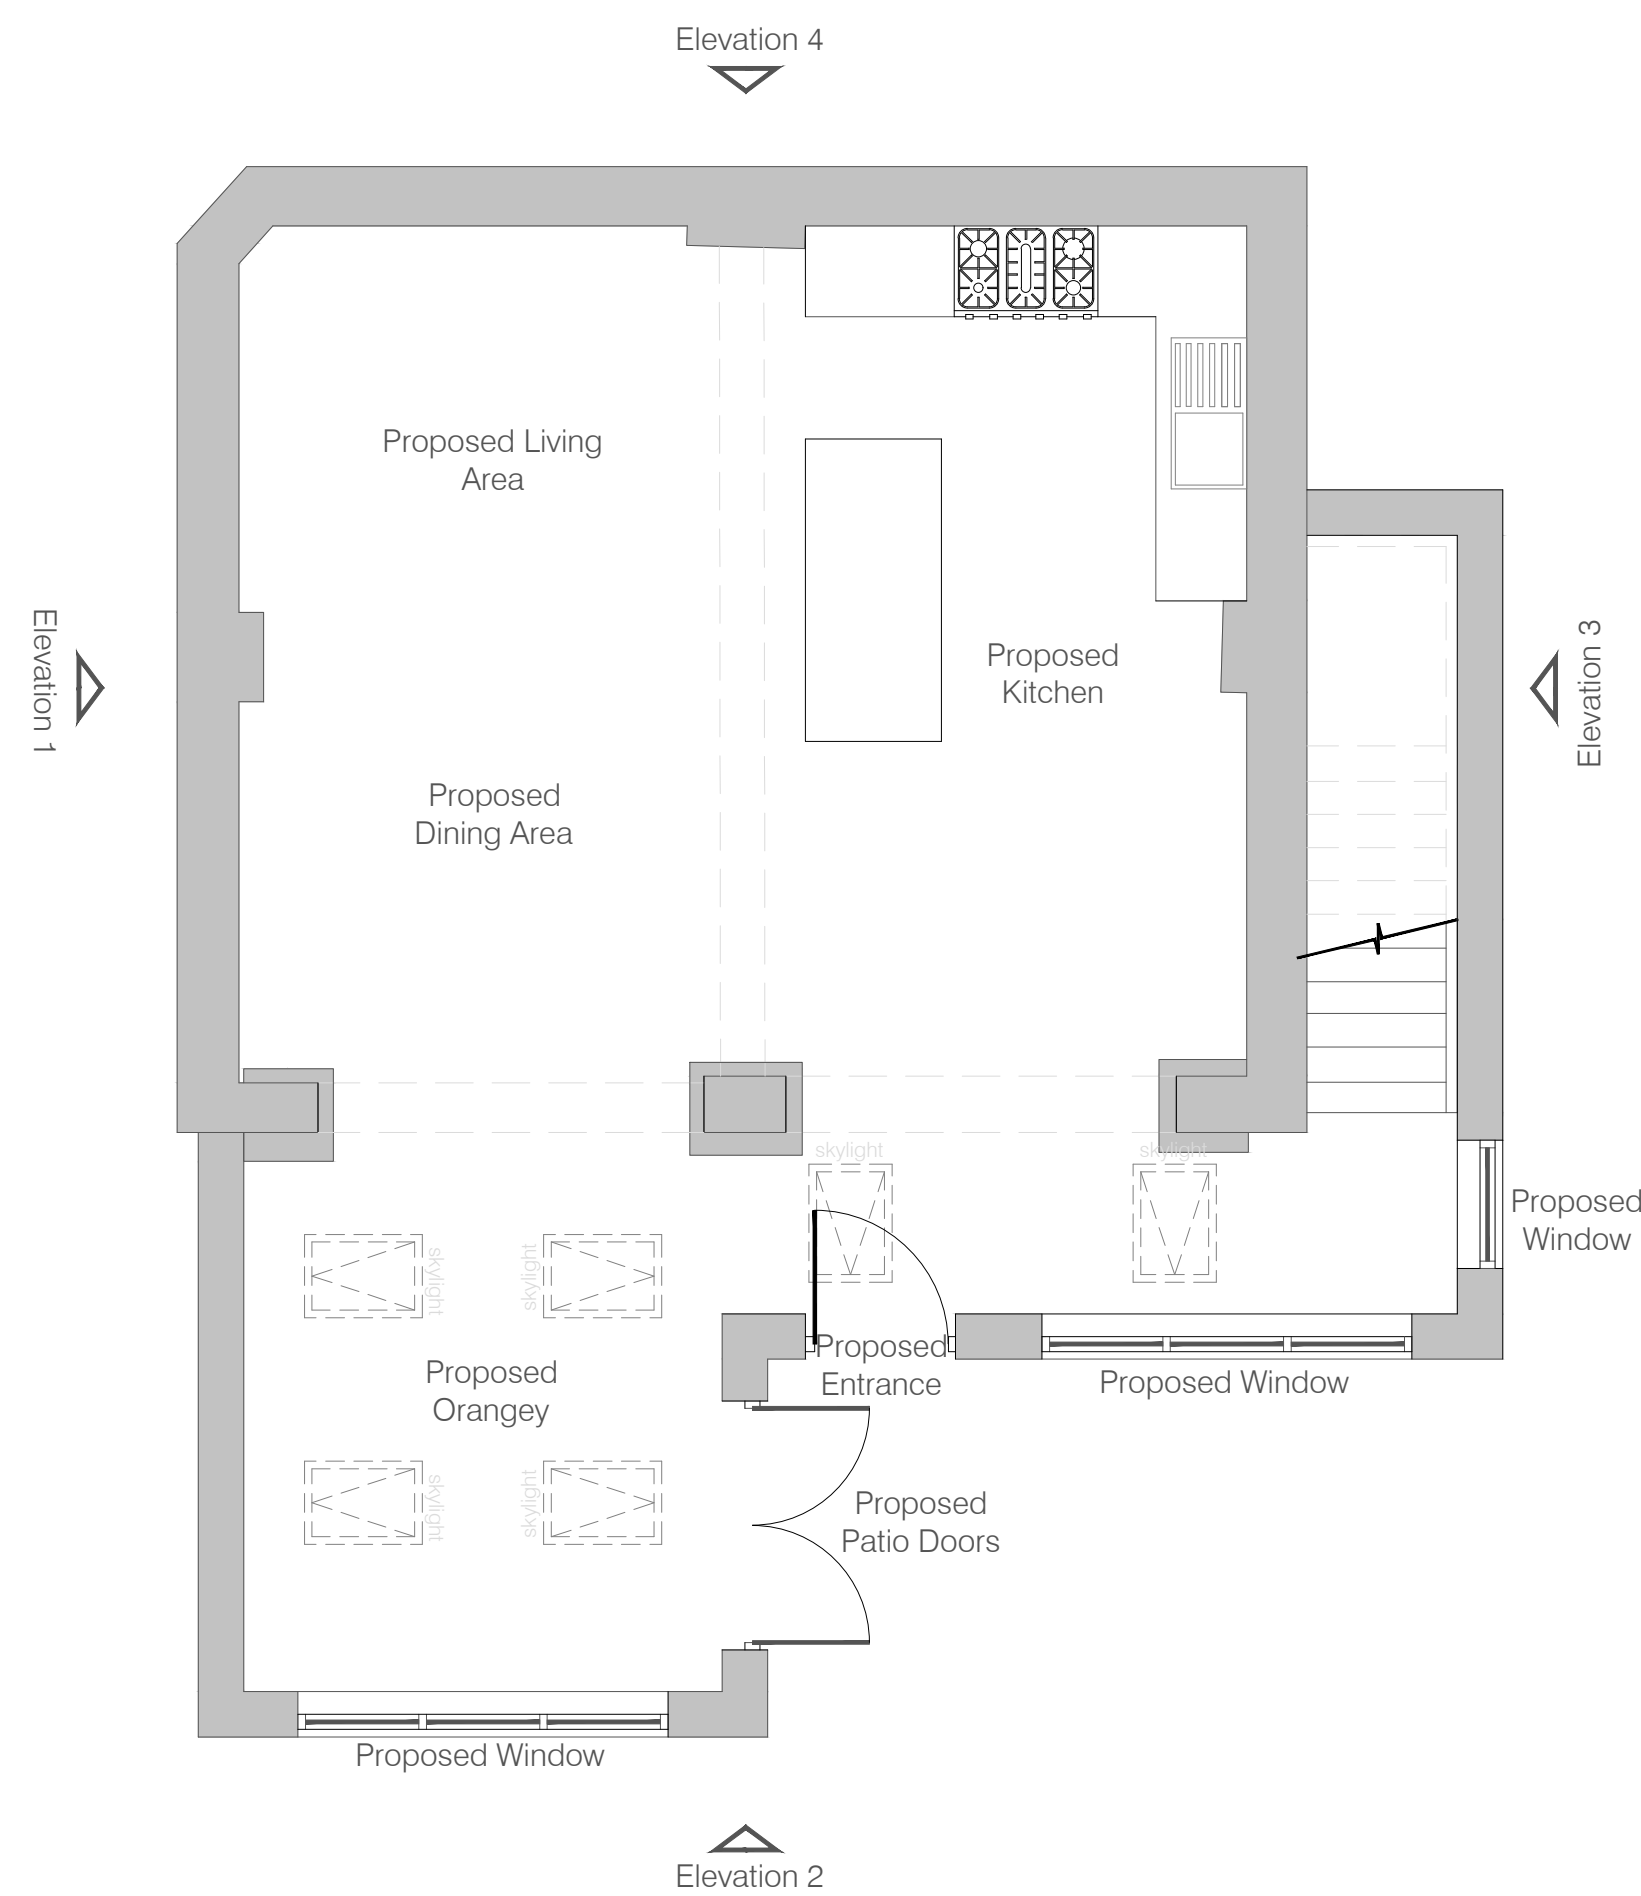 Elevation 4
Proposed Living
Area
Elevation 1
Proposed
Kitchen
Elevation 3
Proposed
Dining Area
skylight
skylight
Proposed
Window
skylight
skylight
Proposed
Entrance
Proposed Window
Proposed
Orangey
skylight
skylight
Proposed
Patio Doors
Proposed Window
Elevation 2